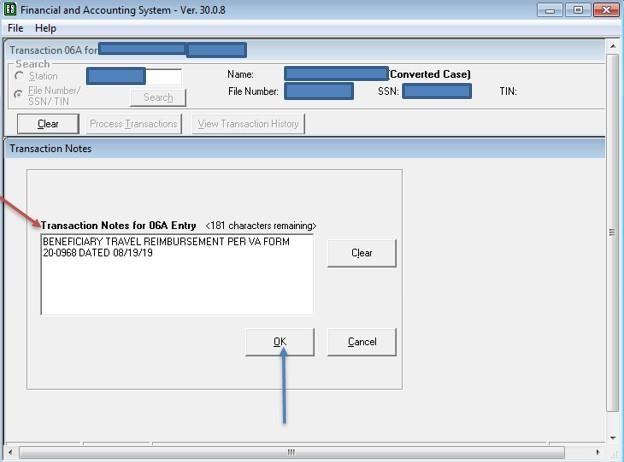 Financial and Accounting System - Ver. 30.0.8
File Help
Transaction 06A for
Search
Station
Name: (Converted Case)
File Number/
SSN/TIN
Search
File Number: SSN: TIN:
Clear Process Transactions View Transaction History
Transaction Notes
Transaction Notes for 06A Entry <181 characters remaining>
BENEFICIARY TRAVEL REIMBURSEMENT PER VA FORM
20-0968 DATED 08/19/19
Clear
OK Cancel